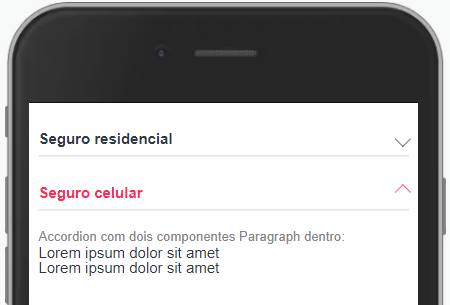 Seguro residencial
Seguro celular
Accordion com dois componentes Paragraph dentro:
Lorem ipsum dolor sit amet
Lorem ipsum dolor sit amet